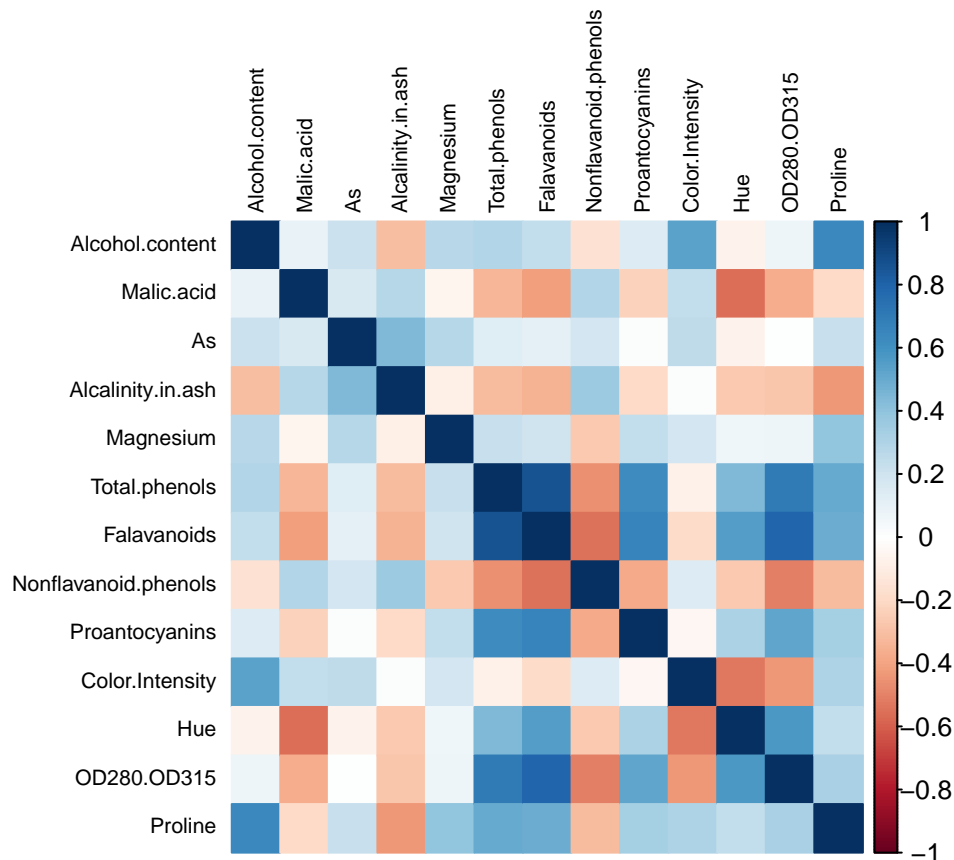 Alcohol.content
Malic.acid
As
Alcalinity.in.ash
Magnesium
Total.phenols
Falavanoids
Nonflavanoid.phenols
Proantocyanins
Color.Intensity
Hue
OD280.OD315
Proline
Alcohol.content
Malic.acid
As
Alcalinity.in.ash
Magnesium
Total.phenols
Falavanoids
Nonflavanoid.phenols
Proantocyanins
Color.Intensity
Hue
OD280.OD315
Proline
1
0.8
0.6
0.4
0.2
0
−0.2
−0.4
−0.6
−0.8
−1